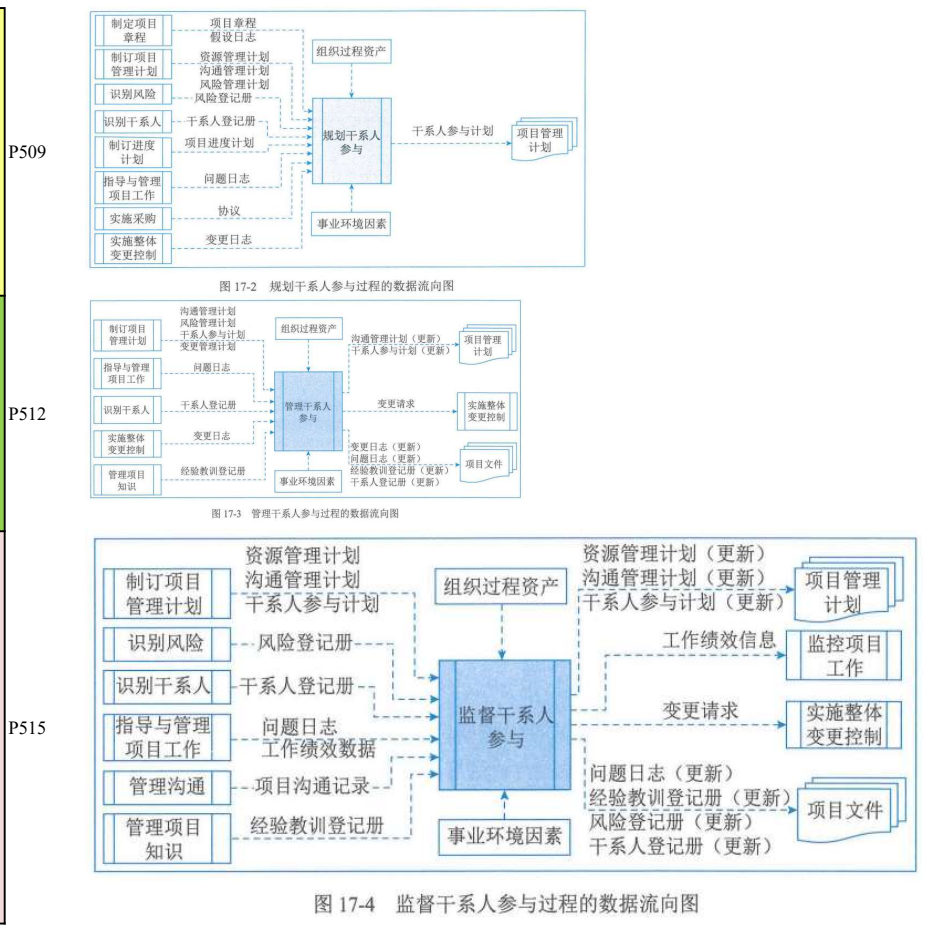 P509
制定项目
章程
项目章程
假设日志
制订项目
管理计划
资源管理计划
沟通管理计划
风险管理计划
识别风险
风险登记册
识别干系人
干系人登记册
制订进度
计划
项目进度计划
指导与管理
项目工作
问题日志
实施采购
协议
实施整体
变更控制
变更日志
组织过程资产
规划干系人
参与
事业环境因素
干系人参与计划
项目管理
计划
图 17-2 规划干系人参与过程的数据流向图
P512
制订项目
管理计划
沟通管理计划
风险管理计划
干系人参与计划
变更管理计划
指导与管理
项目工作
问题日志
识别干系人
干系人登记册
实施整体
变更控制
变更日志
管理项目
知识
经验教训登记册
组织过程资产
管理干系人
参与
事业环境因素
沟通管理计划（更新）
干系人参与计划（更新）
项目管理
计划
变更请求
实施整体
变更控制
变更日志（更新）
问题日志（更新）
经验教训登记册（更新）
干系人登记册（更新）
项目文件
图 17-3 管理干系人参与过程的数据流向图
P515
制订项目
管理计划
资源管理计划
沟通管理计划
干系人参与计划
识别风险
风险登记册
识别干系人
干系人登记册
指导与管理
项目工作
问题日志
工作绩效数据
管理沟通
项目沟通记录
管理项目
知识
经验教训登记册
组织过程资产
监督干系人
参与
事业环境因素
资源管理计划（更新）
沟通管理计划（更新）
干系人参与计划（更新）
项目管理
计划
工作绩效信息
监控项目
工作
变更请求
实施整体
变更控制
问题日志（更新）
经验教训登记册（更新）
风险登记册（更新）
干系人登记册（更新）
项目文件
图 17-4 监督干系人参与过程的数据流向图